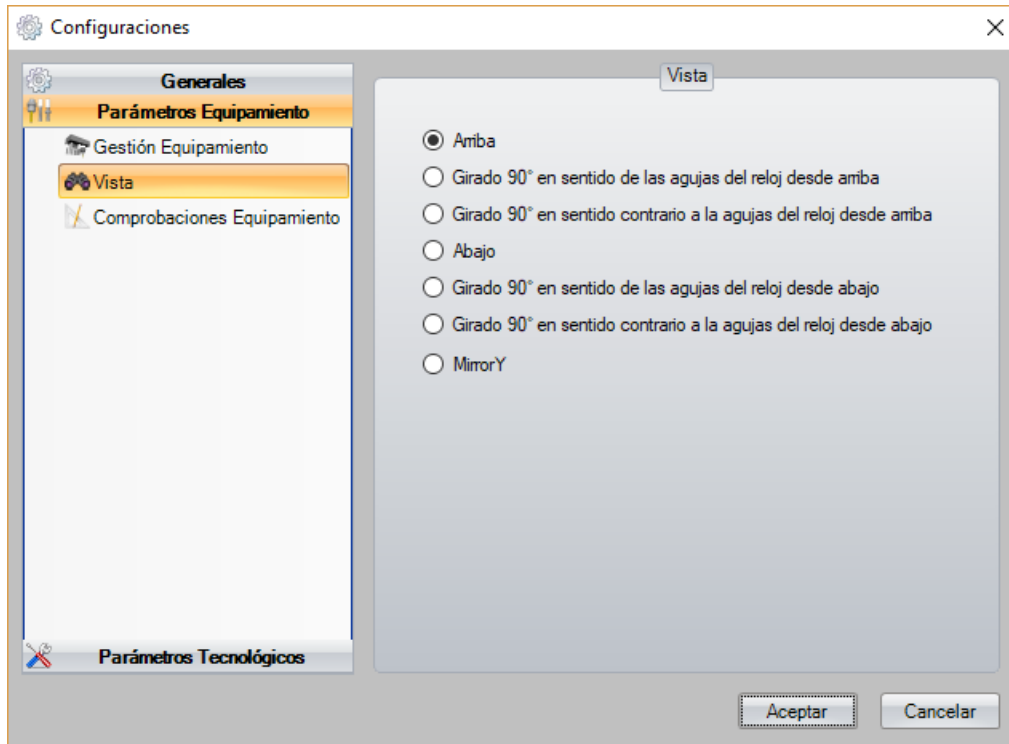 Configuraciones
Generales
Parámetros Equipamiento
Gestión Equipamiento
Vista
Comprobaciones Equipamiento
Parámetros Tecnológicos
Vista
Arriba
Girado 90° en sentido de las agujas del reloj desde arriba
Girado 90° en sentido contrario a la agujas del reloj desde arriba
Abajo
Girado 90° en sentido de las agujas del reloj desde abajo
Girado 90° en sentido contrario a la agujas del reloj desde abajo
MirrorY
Aceptar
Cancelar